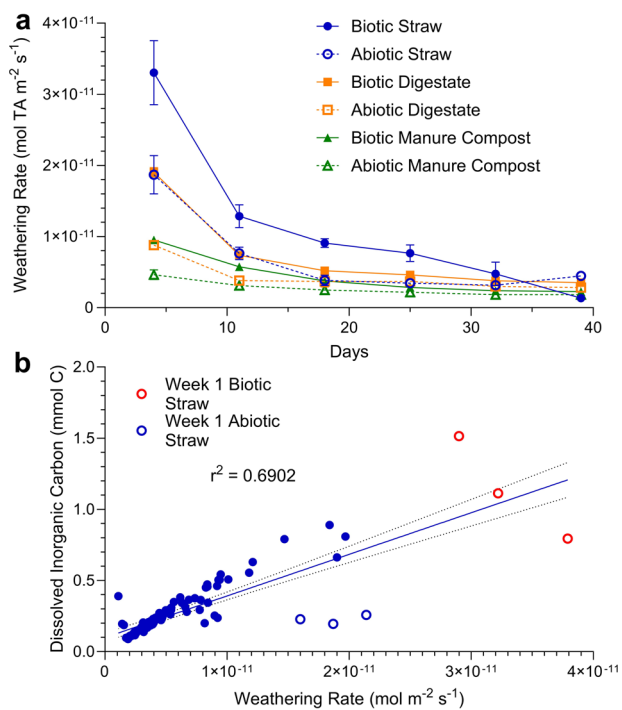 a
Weathering Rate (mol TA m⁻² s⁻¹)
4×10⁻¹¹
3×10⁻¹¹
2×10⁻¹¹
1×10⁻¹¹
0
0
10
20
30
40
Days
Biotic Straw
Abiotic Straw
Biotic Digestate
Abiotic Digestate
Biotic Manure Compost
Abiotic Manure Compost
b
Dissolved Inorganic Carbon (mmol C)
2.0
1.5
1.0
0.5
0.0
Week 1 Biotic
Straw
Week 1 Abiotic
Straw
r² = 0.6902
0
1×10⁻¹¹
2×10⁻¹¹
3×10⁻¹¹
4×10⁻¹¹
Weathering Rate (mol m⁻² s⁻¹)